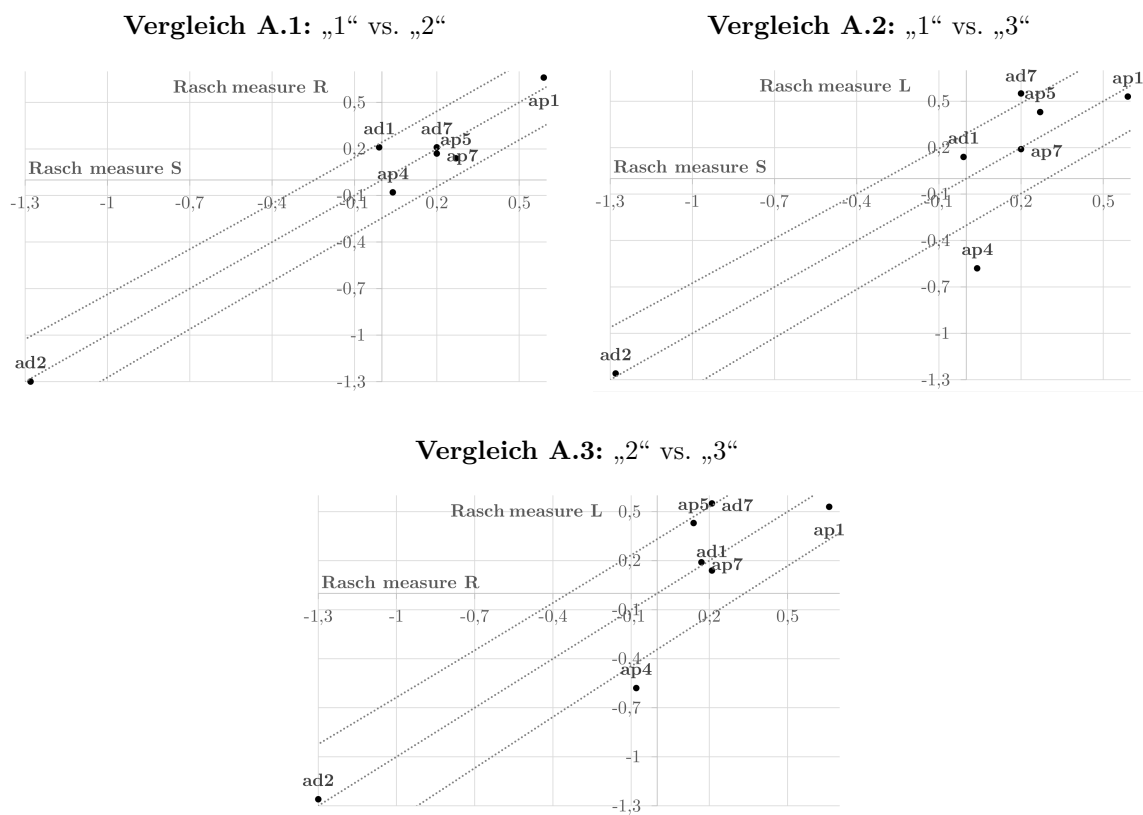 Vergleich A.1: „1“ vs. „2“
Rasch measure R
0,5
ap1
ad1
ad7
ap5
0,2
ap7
Rasch measure S
ap4
-0,1
-1,3
-1
-0,7
-0,4
-0,1
0,2
0,5
-0,4
-0,7
-1
ad2
-1,3
Vergleich A.2: „1“ vs. „3“
Rasch measure L
ad7
ap1
ap5
0,5
ad1
0,2
ap7
Rasch measure S
-0,1
-1,3
-1
-0,7
-0,4
-0,1
0,2
0,5
ap4
-0,4
-0,7
-1
ad2
-1,3
Vergleich A.3: „2“ vs. „3“
Rasch measure L
ap5
ad7
0,5
ap1
ad1
0,2
ap7
Rasch measure R
-0,1
-1,3
-1
-0,7
-0,4
-0,1
0,2
0,5
-0,4
ap4
-0,7
-1
ad2
-1,3